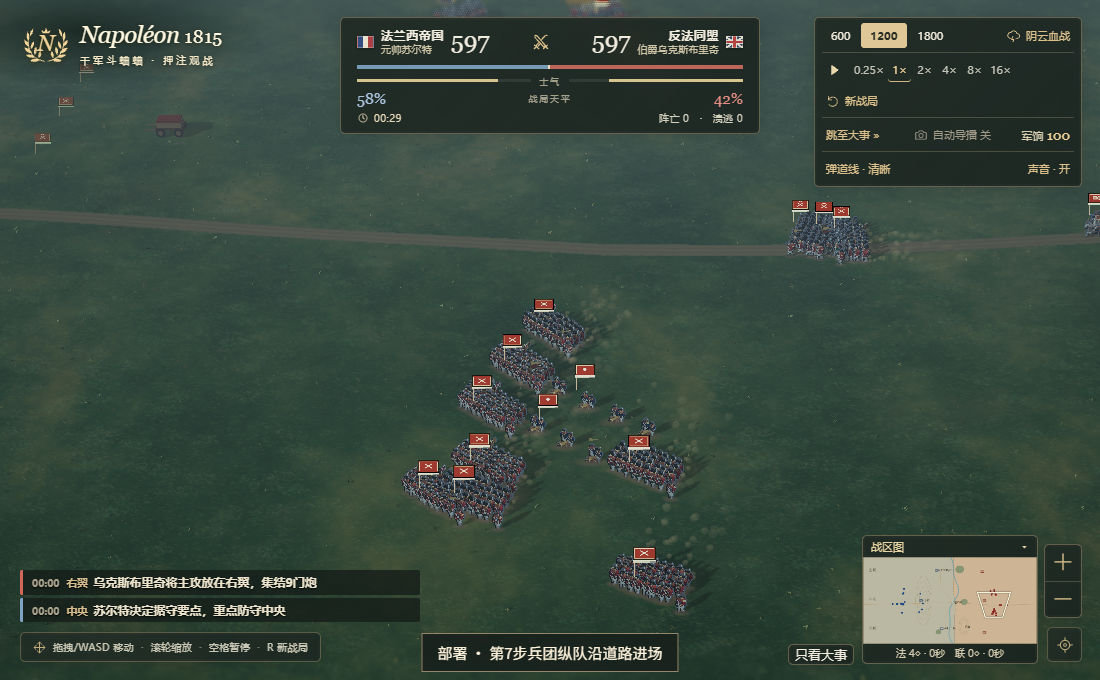 Napoléon 1815
千军斗蛐蛐 · 押注观战
法兰西帝国
元帅苏尔特
597
597
反法同盟
伯爵乌克斯布里奇
士气
58%
战局天平
42%
00:29
阵亡 0 · 溃逃 0
600 1200 1800 阴云血战
0.25× 1× 2× 4× 8× 16×
新战局
跳至大事 » 自动导播 关 军饷 100
弹道线 · 清晰 声音 · 开
00:00 右翼 乌克斯布里奇将主攻放在右翼，集结9门炮
00:00 中央 苏尔特决定据守要点，重点防守中央
拖拽/WASD 移动 · 滚轮缩放 · 空格暂停 · R 新战局
部署 · 第7步兵团纵队沿道路进场
只看大事
战区图
法 4◇ · 0秒 联 0◇ · 0秒